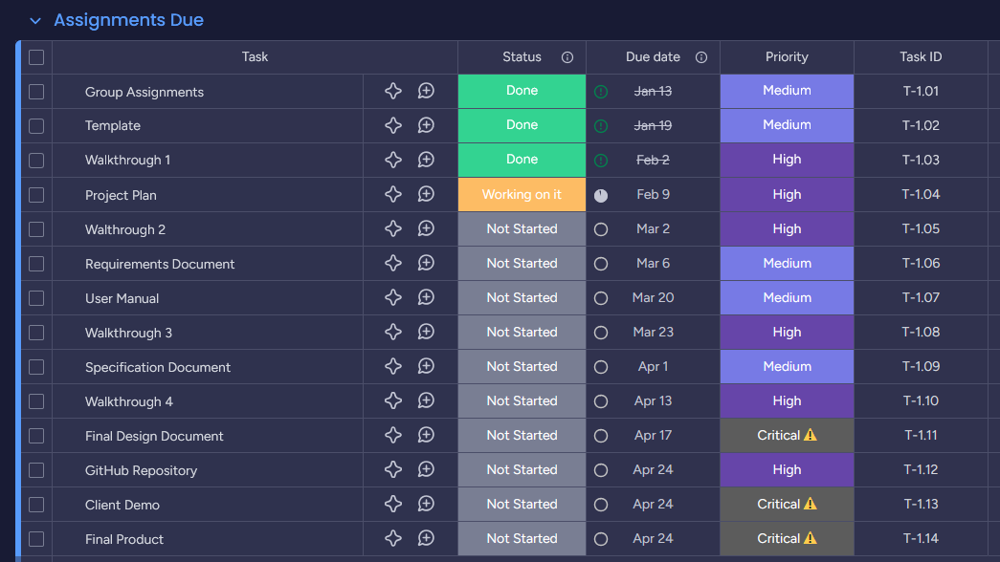 Assignments Due
Task Status Due date Priority Task ID
Group Assignments Done Jan 13 Medium T-1.01
Template Done Jan 19 Medium T-1.02
Walkthrough 1 Done Feb 2 High T-1.03
Project Plan Working on it Feb 9 High T-1.04
Walthrough 2 Not Started Mar 2 High T-1.05
Requirements Document Not Started Mar 6 Medium T-1.06
User Manual Not Started Mar 20 Medium T-1.07
Walkthrough 3 Not Started Mar 23 High T-1.08
Specification Document Not Started Apr 1 Medium T-1.09
Walkthrough 4 Not Started Apr 13 High T-1.10
Final Design Document Not Started Apr 17 Critical ⚠️ T-1.11
GitHub Repository Not Started Apr 24 High T-1.12
Client Demo Not Started Apr 24 Critical ⚠️ T-1.13
Final Product Not Started Apr 24 Critical ⚠️ T-1.14